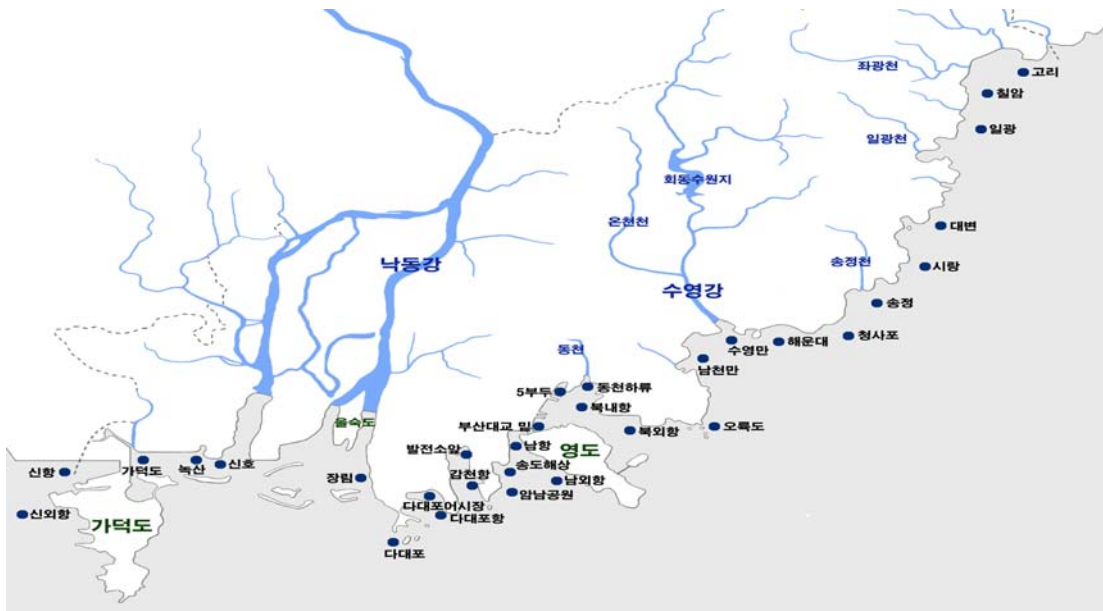 고리
좌광천
칠암
일광
일광천
회동수원지
온천천
대변
송정천
낙동강
시랑
수영강
송정
청사포
해운대
수영만
동천
남천만
5부두
동천하류
북내항
을숙도
부산대교 밑
오륙도
북외항
영도
남항
발전소앞
신호
녹산
가덕도
신항
송도해상
감천항
장림
남외항
암남공원
다대포어시장
신외항
다대포항
가덕도
다대포